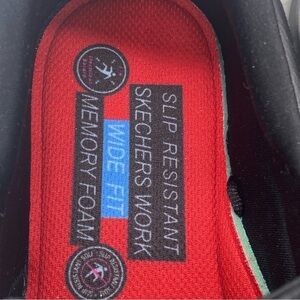 SLIP RESISTANT
SKECHERS WORK
WIDE FIT
MEMORY FOAM